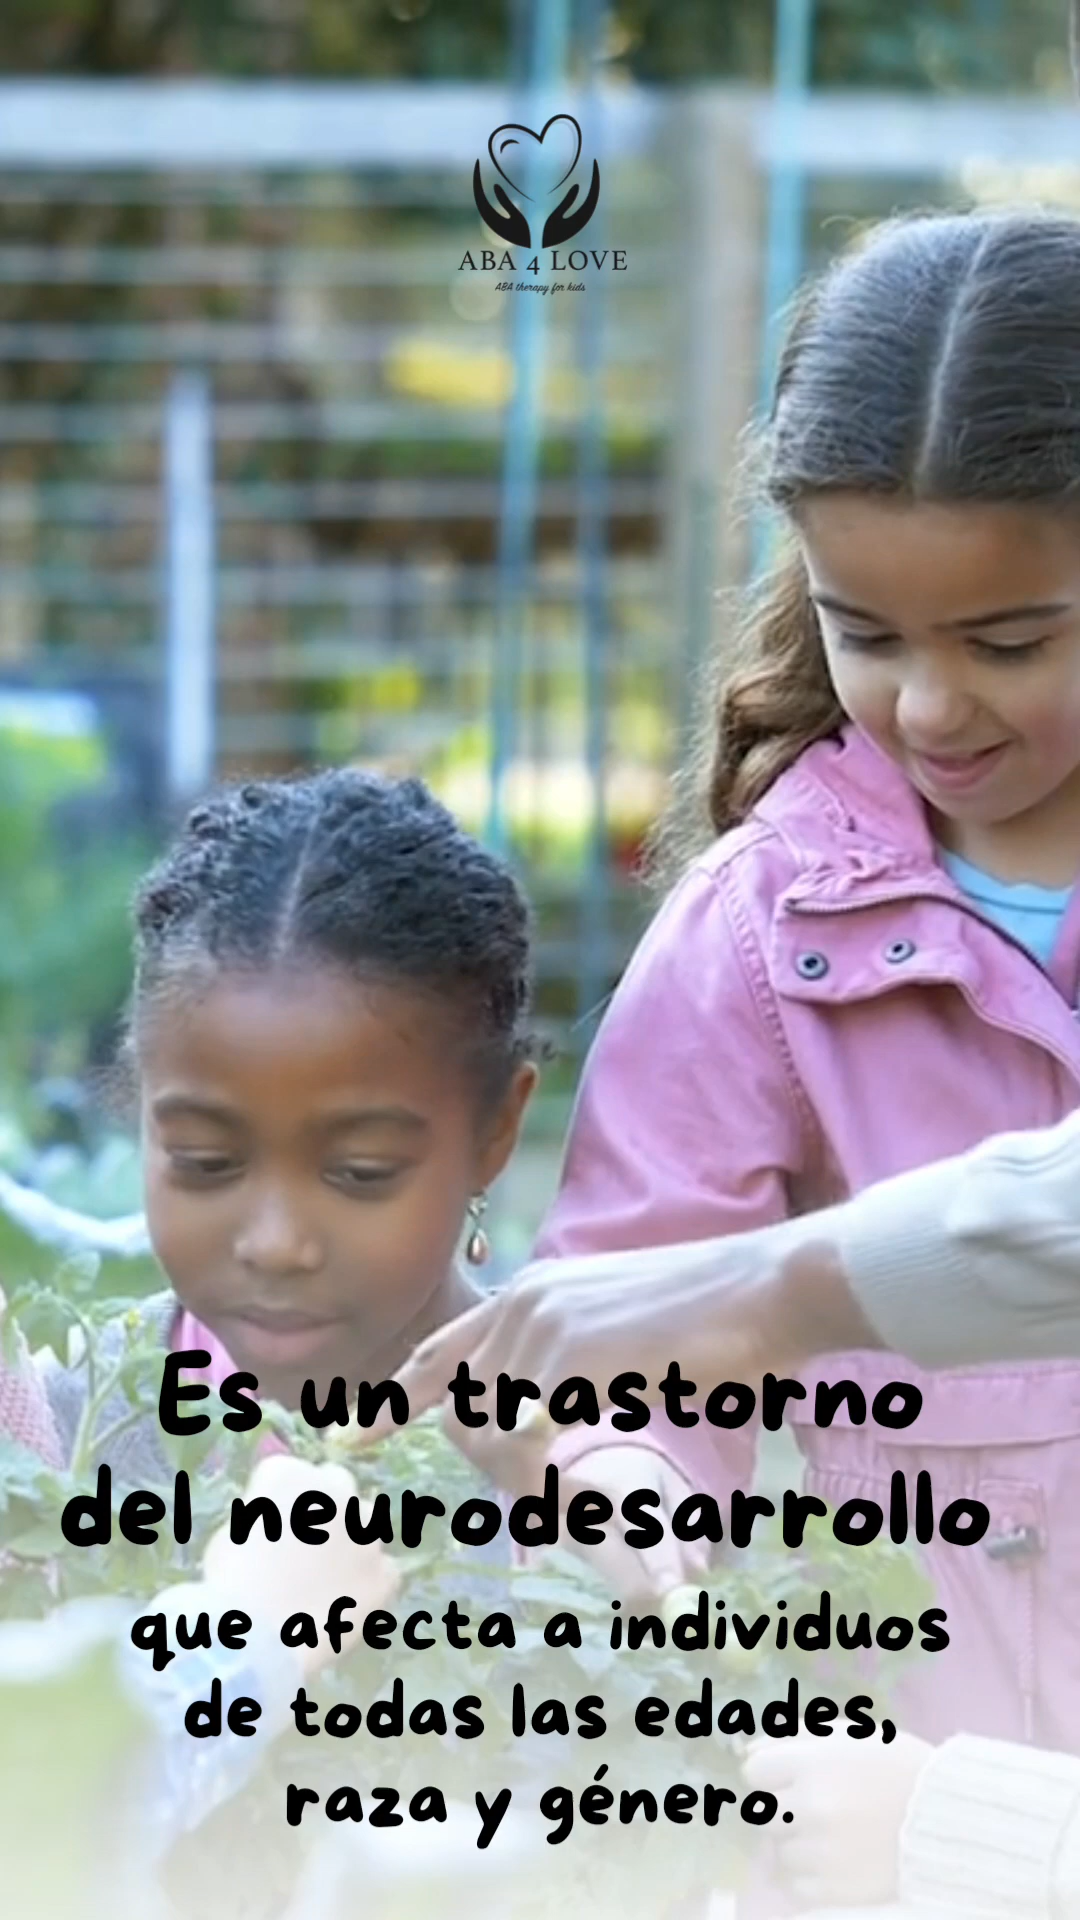 ABA 4 LOVE
ABA therapy for kids
Es un trastorno
del neurodesarrollo
que afecta a individuos
de todas las edades,
raza y género.